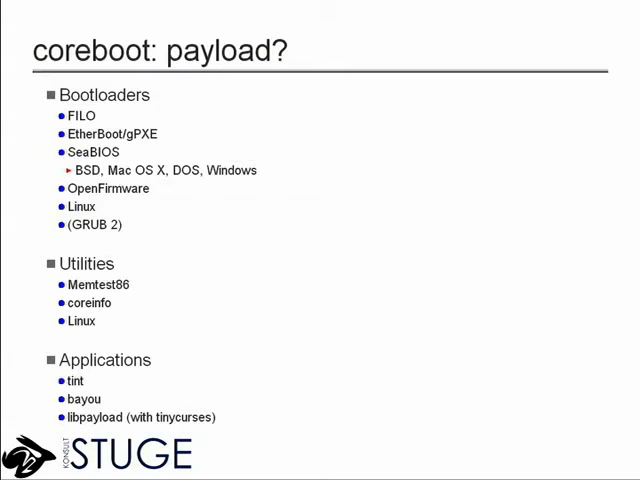 coreboot: payload?
Bootloaders
FILO
EtherBoot/gPXE
SeaBIOS
BSD, Mac OS X, DOS, Windows
OpenFirmware
Linux
(GRUB 2)
Utilities
Memtest86
coreinfo
Linux
Applications
tint
bayou
libpayload (with tinycurses)
KONSULT STUGE